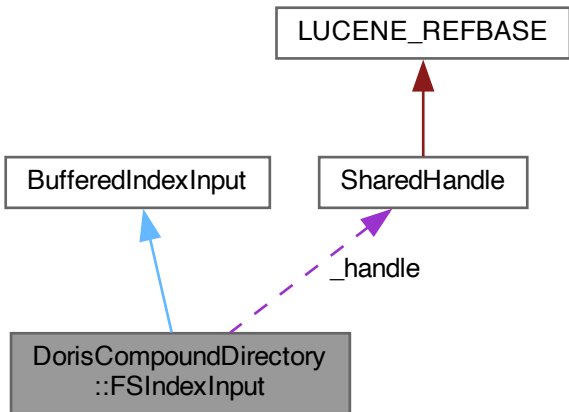 LUCENE_REFBASE
BufferedIndexInput
SharedHandle
_handle
DorisCompoundDirectory
::FSIndexInput